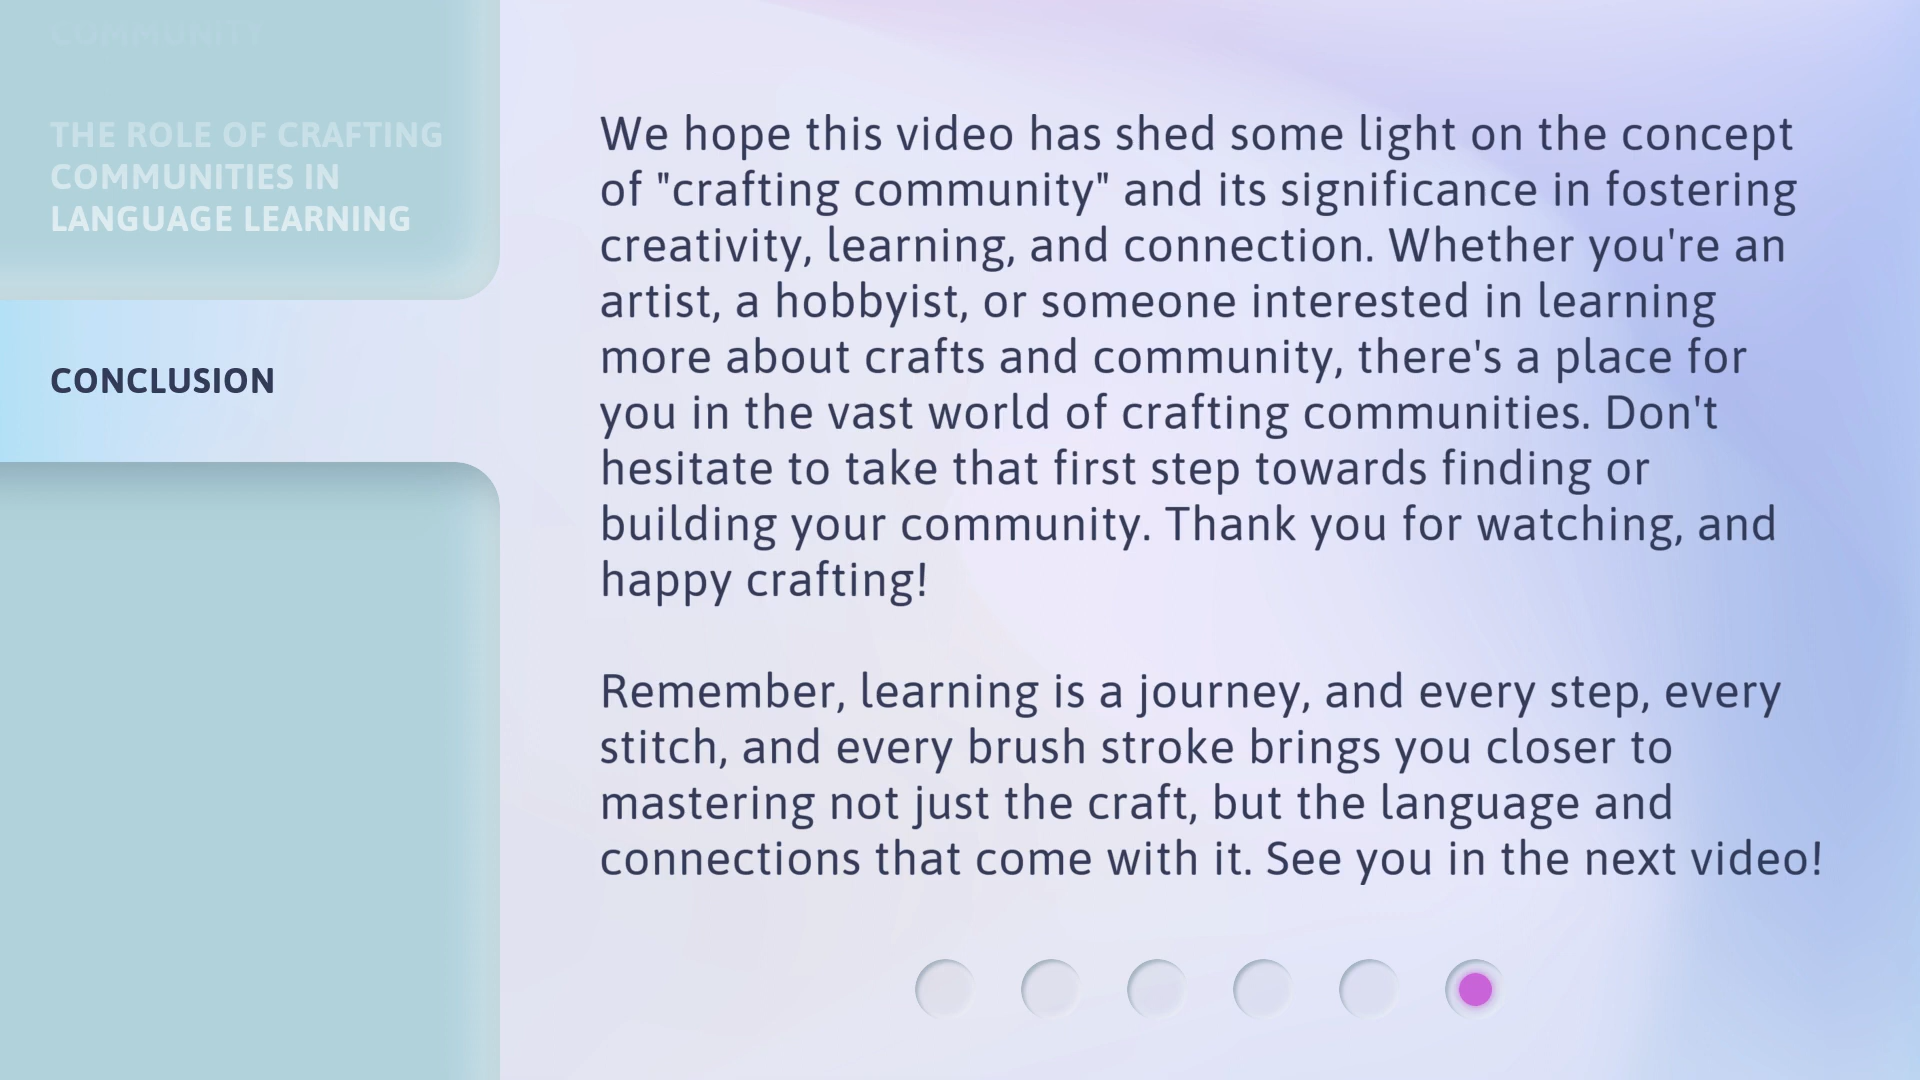 COMMUNITY
THE ROLE OF CRAFTING
COMMUNITIES IN
LANGUAGE LEARNING
CONCLUSION
We hope this video has shed some light on the concept
of "crafting community" and its significance in fostering
creativity, learning, and connection. Whether you're an
artist, a hobbyist, or someone interested in learning
more about crafts and community, there's a place for
you in the vast world of crafting communities. Don't
hesitate to take that first step towards finding or
building your community. Thank you for watching, and
happy crafting!
Remember, learning is a journey, and every step, every
stitch, and every brush stroke brings you closer to
mastering not just the craft, but the language and
connections that come with it. See you in the next video!